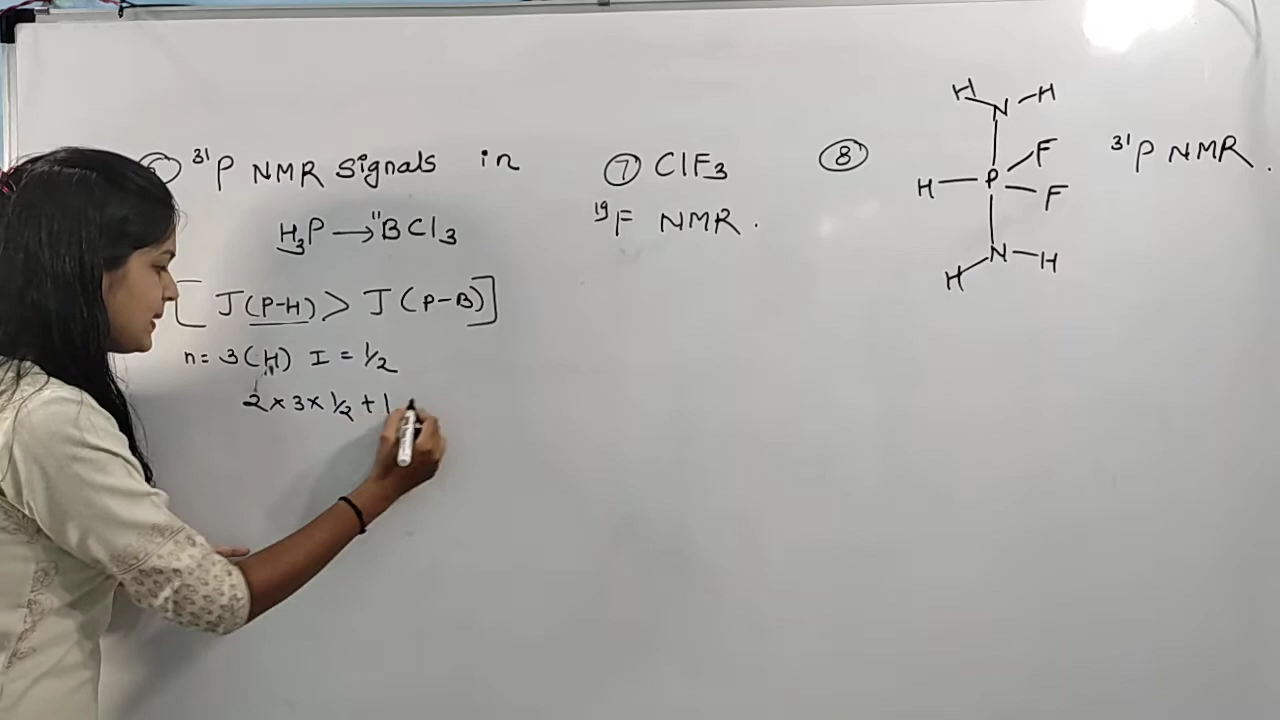 ³¹P NMR Signals in
H₃P → ¹¹BCl₃
[J(P-H) > J(P-B)]
n = 3(H) I = 1/2
2 × 3 × 1/2 + 1
⑦ ClF₃
¹⁹F NMR.
⑧
H N H
F
H P F
N H
H
³¹P NMR.